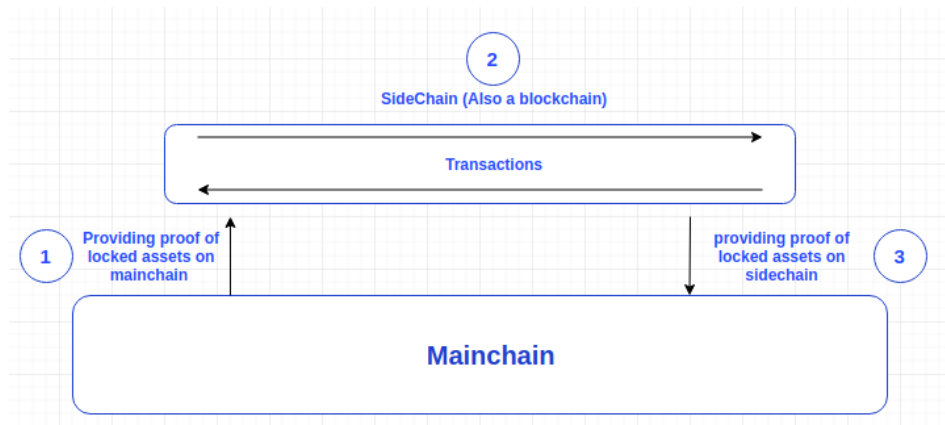 2
SideChain (Also a blockchain)
Transactions
1
Providing proof of
locked assets on
mainchain
providing proof of
locked assets on
sidechain
3
Mainchain